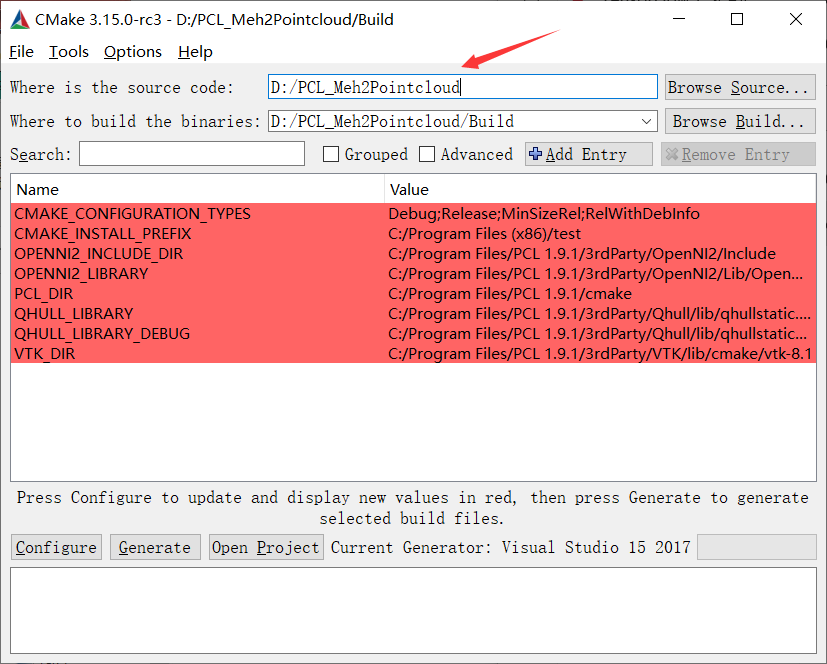 CMake 3.15.0-rc3 - D:/PCL_Meh2Pointcloud/Build
File Tools Options Help
Where is the source code: D:/PCL_Meh2Pointcloud Browse Source...
Where to build the binaries: D:/PCL_Meh2Pointcloud/Build Browse Build...
Search: Grouped Advanced Add Entry Remove Entry
Name Value
CMAKE_CONFIGURATION_TYPES Debug;Release;MinSizeRel;RelWithDebInfo
CMAKE_INSTALL_PREFIX C:/Program Files (x86)/test
OPENNI2_INCLUDE_DIR C:/Program Files/PCL 1.9.1/3rdParty/OpenNI2/Include
OPENNI2_LIBRARY C:/Program Files/PCL 1.9.1/3rdParty/OpenNI2/Lib/Open...
PCL_DIR C:/Program Files/PCL 1.9.1/cmake
QHULL_LIBRARY C:/Program Files/PCL 1.9.1/3rdParty/Qhull/lib/qhullstatic....
QHULL_LIBRARY_DEBUG C:/Program Files/PCL 1.9.1/3rdParty/Qhull/lib/qhullstatic...
VTK_DIR C:/Program Files/PCL 1.9.1/3rdParty/VTK/lib/cmake/vtk-8.1
Press Configure to update and display new values in red, then press Generate to generate
selected build files.
Configure Generate Open Project Current Generator: Visual Studio 15 2017